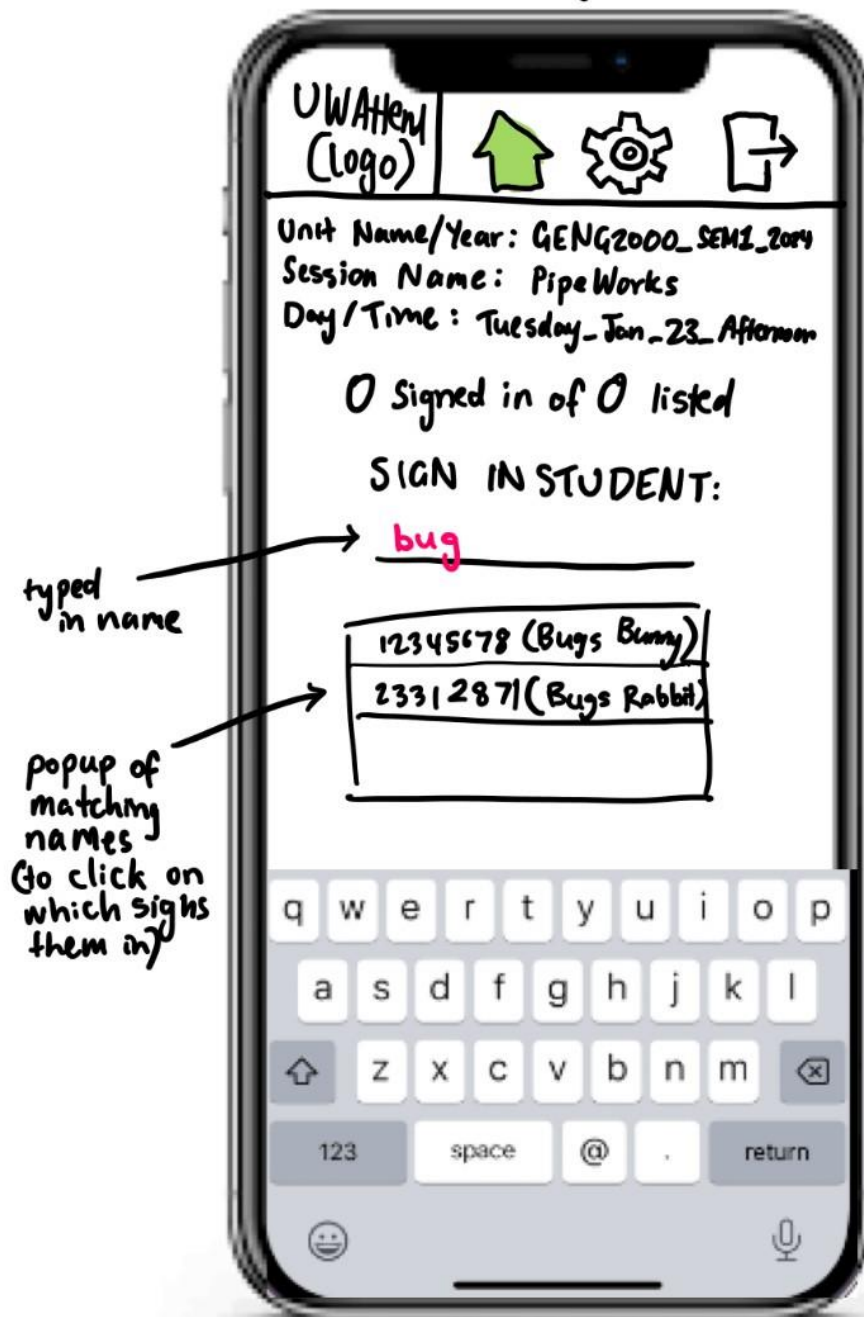 UWAttend
(logo)
Unit Name/Year: GENG2000_SEM1_2024
Session Name: PipeWorks
Day/Time: Tuesday_Jan_23_Afternoon
0 Signed in of 0 listed
SIGN IN STUDENT:
bug
typed
in name
12345678 (Bugs Bunny)
23312871 (Bugs Rabbit)
popup of
matching
names
(to click on
which signs
them in)
q w e r t y u i o p
a s d f g h j k l
z x c v b n m
123 space @ . return